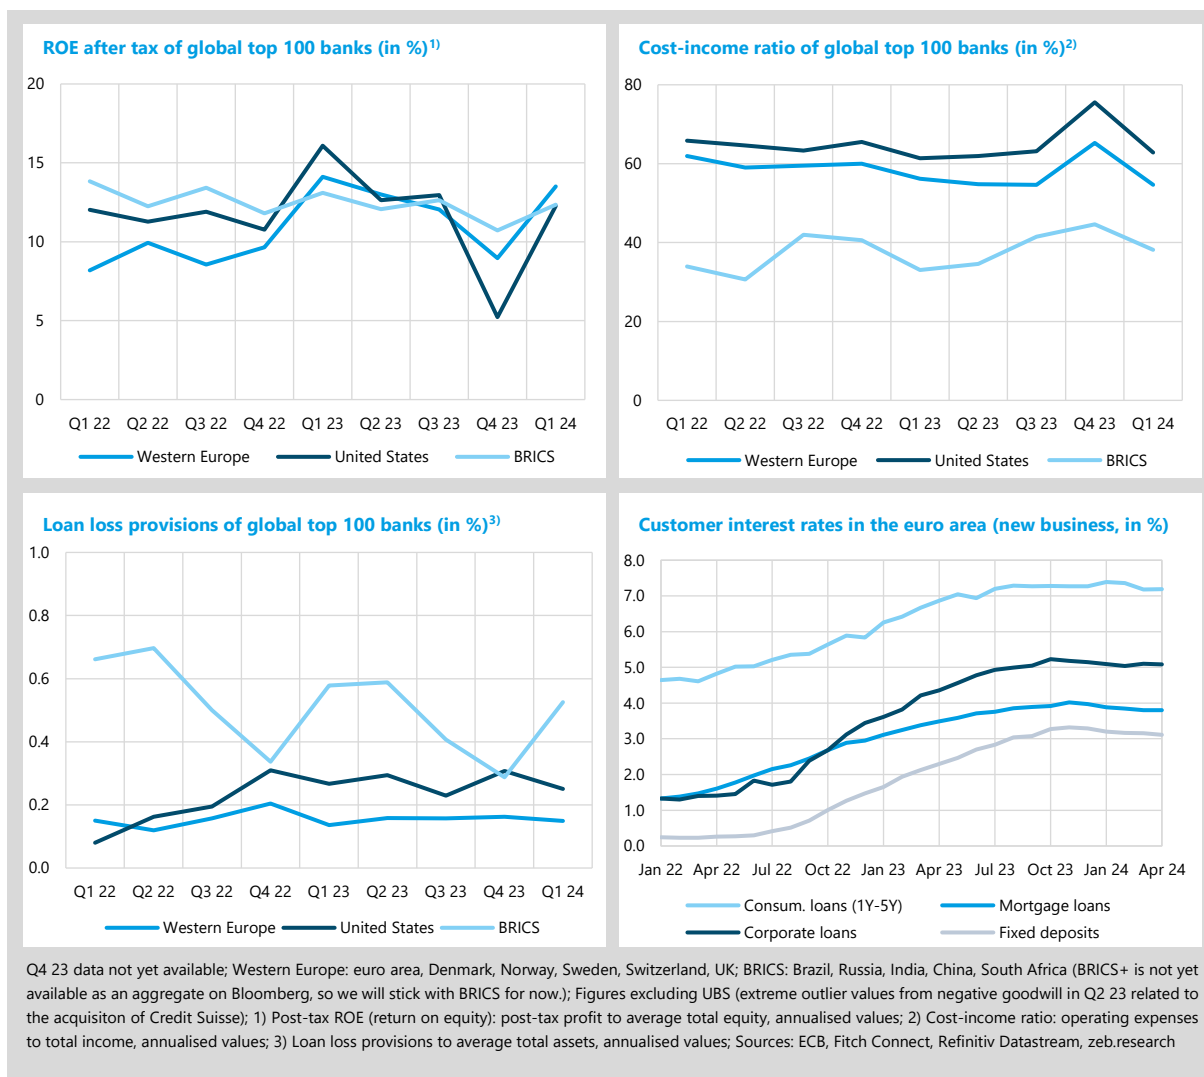 ROE after tax of global top 100 banks (in %)1)
20
15
10
5
0
Q1 22 Q2 22 Q3 22 Q4 22 Q1 23 Q2 23 Q3 23 Q4 23 Q1 24
Western Europe United States BRICS
Cost-income ratio of global top 100 banks (in %)2)
80
60
40
20
0
Q1 22 Q2 22 Q3 22 Q4 22 Q1 23 Q2 23 Q3 23 Q4 23 Q1 24
Western Europe United States BRICS
Loan loss provisions of global top 100 banks (in %)3)
1.0
0.8
0.6
0.4
0.2
0.0
Q1 22 Q2 22 Q3 22 Q4 22 Q1 23 Q2 23 Q3 23 Q4 23 Q1 24
Western Europe United States BRICS
Customer interest rates in the euro area (new business, in %)
8.0
7.0
6.0
5.0
4.0
3.0
2.0
1.0
0.0
Jan 22 Apr 22 Jul 22 Oct 22 Jan 23 Apr 23 Jul 23 Oct 23 Jan 24 Apr 24
Consum. loans (1Y-5Y) Mortgage loans
Corporate loans Fixed deposits
Q4 23 data not yet available; Western Europe: euro area, Denmark, Norway, Sweden, Switzerland, UK; BRICS: Brazil, Russia, India, China, South Africa (BRICS+ is not yet
available as an aggregate on Bloomberg, so we will stick with BRICS for now.); Figures excluding UBS (extreme outlier values from negative goodwill in Q2 23 related to
the acquisiton of Credit Suisse); 1) Post-tax ROE (return on equity): post-tax profit to average total equity, annualised values; 2) Cost-income ratio: operating expenses
to total income, annualised values; 3) Loan loss provisions to average total assets, annualised values; Sources: ECB, Fitch Connect, Refinitiv Datastream, zeb.research